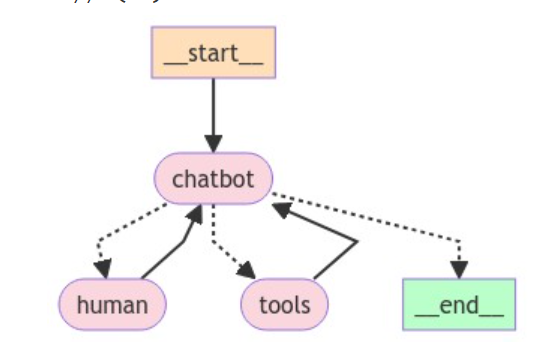 __start__
chatbot
human
tools
__end__